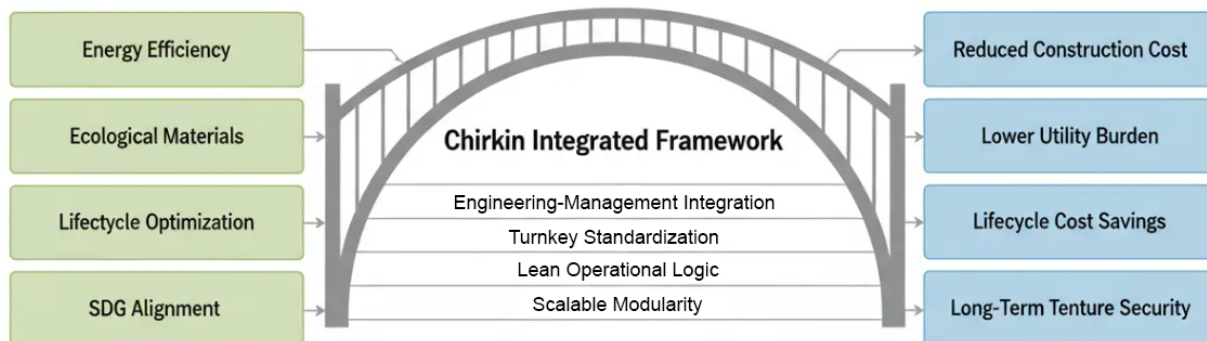 Energy Efficiency
Ecological Materials
Lifectycle Optimization
SDG Alignment
Chirkin Integrated Framework
Engineering-Management Integration
Turnkey Standardization
Lean Operational Logic
Scalable Modularity
Reduced Construction Cost
Lower Utility Burden
Lifecycle Cost Savings
Long-Term Tenture Security